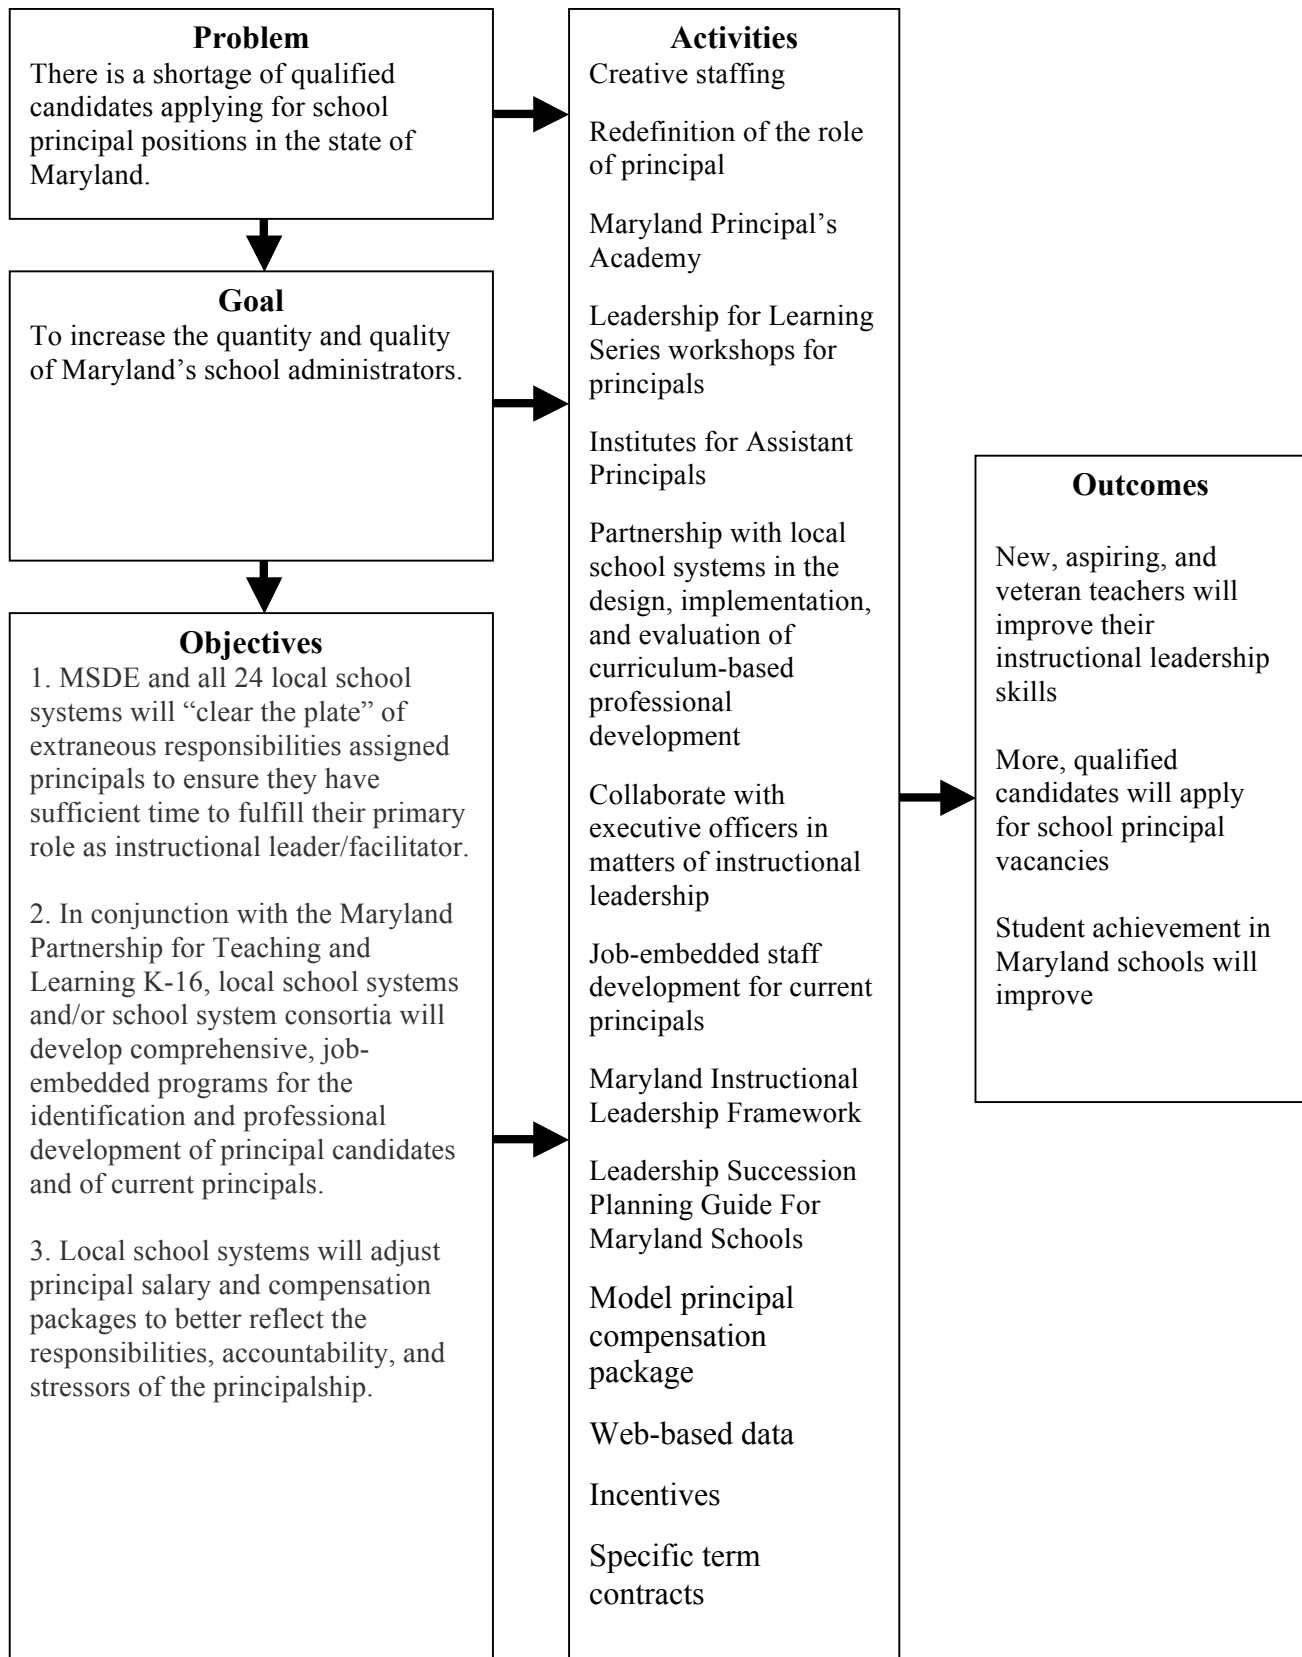 Problem
There is a shortage of qualified
candidates applying for school
principal positions in the state of
Maryland.
Goal
To increase the quantity and quality
of Maryland’s school administrators.
Objectives
1. MSDE and all 24 local school
systems will “clear the plate” of
extraneous responsibilities assigned
principals to ensure they have
sufficient time to fulfill their primary
role as instructional leader/facilitator.
2. In conjunction with the Maryland
Partnership for Teaching and
Learning K-16, local school systems
and/or school system consortia will
develop comprehensive, job-
embedded programs for the
identification and professional
development of principal candidates
and of current principals.
3. Local school systems will adjust
principal salary and compensation
packages to better reflect the
responsibilities, accountability, and
stressors of the principalship.
Activities
Creative staffing
Redefinition of the role
of principal
Maryland Principal’s
Academy
Leadership for Learning
Series workshops for
principals
Institutes for Assistant
Principals
Partnership with local
school systems in the
design, implementation,
and evaluation of
curriculum-based
professional
development
Collaborate with
executive officers in
matters of instructional
leadership
Job-embedded staff
development for current
principals
Maryland Instructional
Leadership Framework
Leadership Succession
Planning Guide For
Maryland Schools
Model principal
compensation
package
Web-based data
Incentives
Specific term
contracts
Outcomes
New, aspiring, and
veteran teachers will
improve their
instructional leadership
skills
More, qualified
candidates will apply
for school principal
vacancies
Student achievement in
Maryland schools will
improve